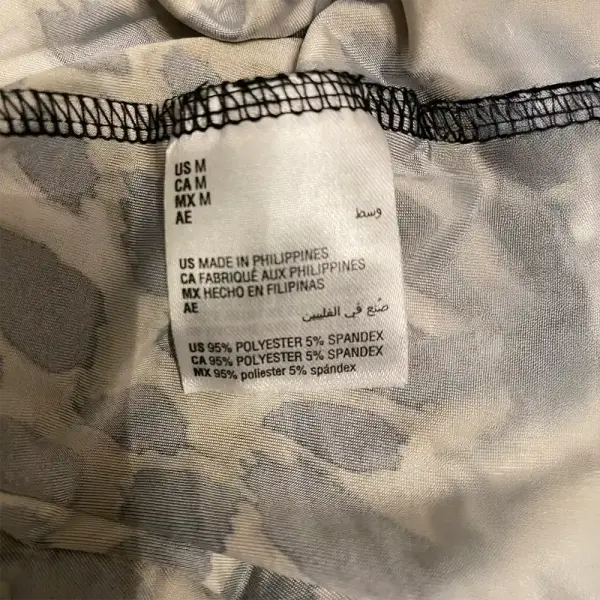 US M
CA M
MX M
AE وسط
US MADE IN PHILIPPINES
CA FABRIQUÉ AUX PHILIPPINES
MX HECHO EN FILIPINAS
AE صُنع في الفلبين
US 95% POLYESTER 5% SPANDEX
CA 95% POLYESTER 5% SPANDEX
MX 95% poliester 5% spándex